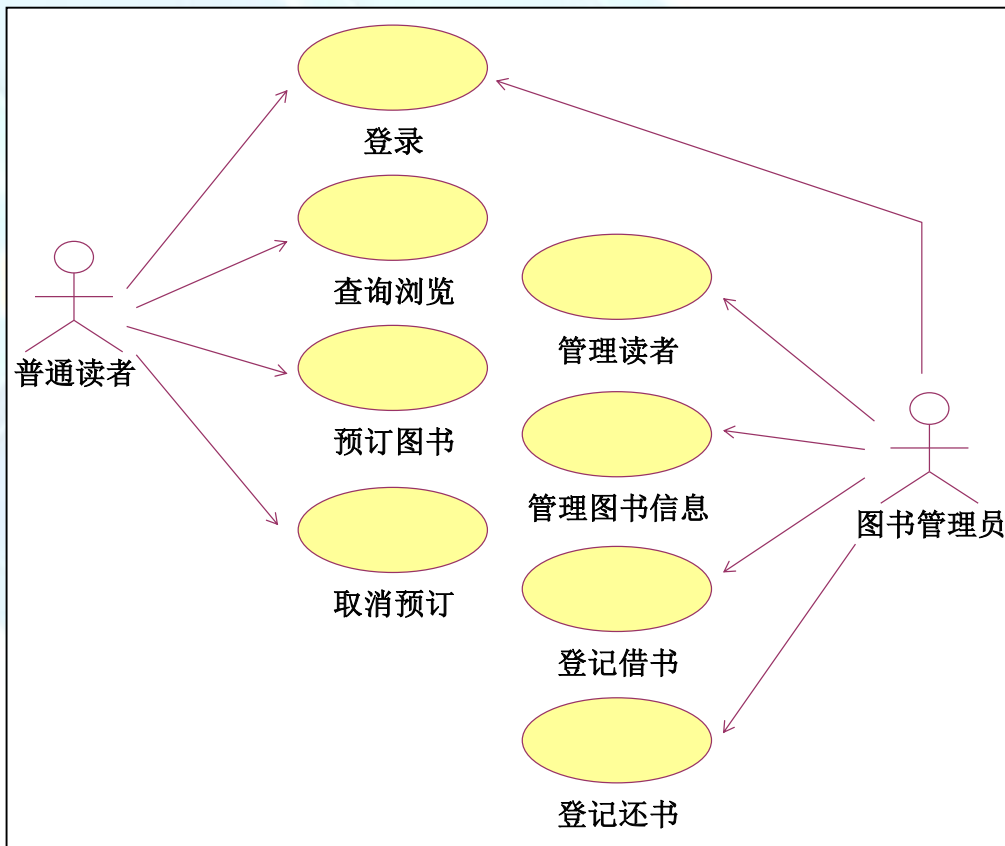 登录
查询浏览
管理读者
普通读者
预订图书
管理图书信息
图书管理员
取消预订
登记借书
登记还书